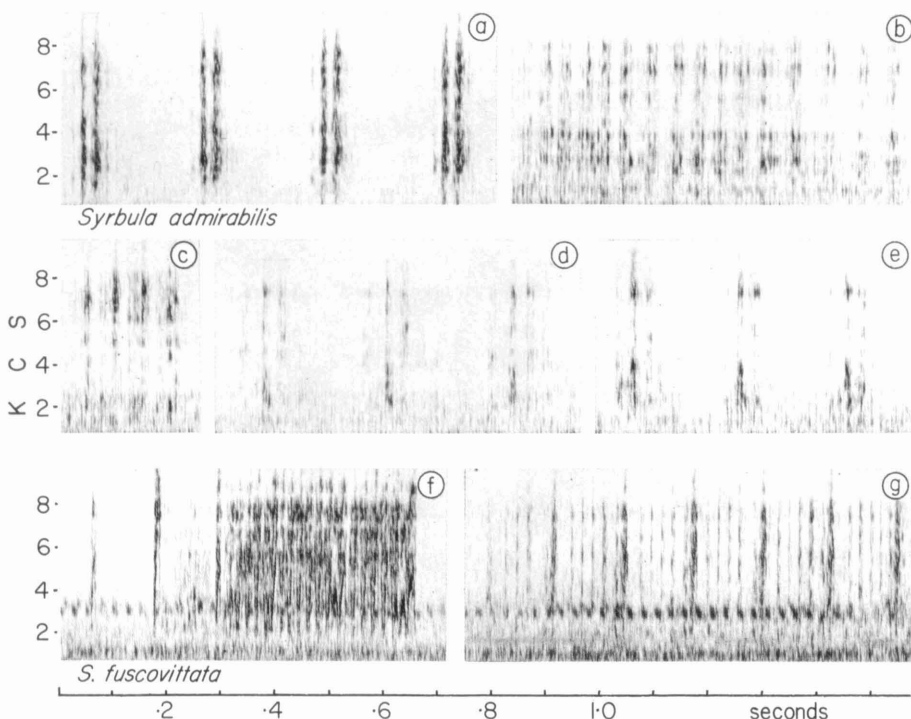 a
b
8
6
4
2
Syrbula admirabilis
c
d
e
8
6
4
2
K C S
f
g
8
6
4
2
S. fuscovittata
.2 .4 .6 .8 1·0 seconds